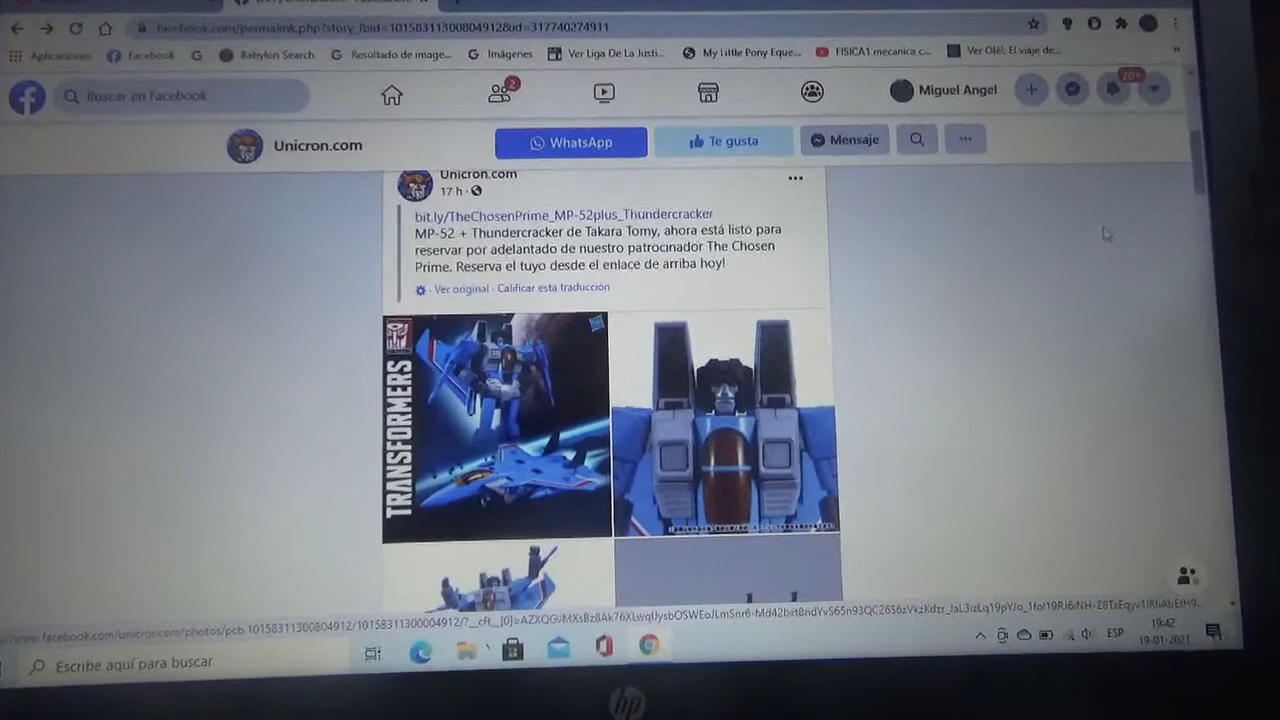 facebook.com/permalink.php?story_fbid=10158311300804912&id=317740274911
Aplicaciones Facebook Babylon Search Resultado de image... Imágenes Ver Liga De La Justi... My Little Pony Eque... FISICA1 mecanica c... Ver Olé!: El viaje de...
Buscar en Facebook 2 Miguel Angel 20+
Unicron.com WhatsApp Te gusta Mensaje
Unicron.com
17 h ·
bit.ly/TheChosenPrime_MP-52plus_Thundercracker
MP-52 + Thundercracker de Takara Tomy, ahora está listo para
reservar por adelantado de nuestro patrocinador The Chosen
Prime. Reserva el tuyo desde el enlace de arriba hoy!
· Ver original · Calificar esta traducción
TRANSFORMERS
Escribe aquí para buscar
ESP
19:42
19-01-2021
hp